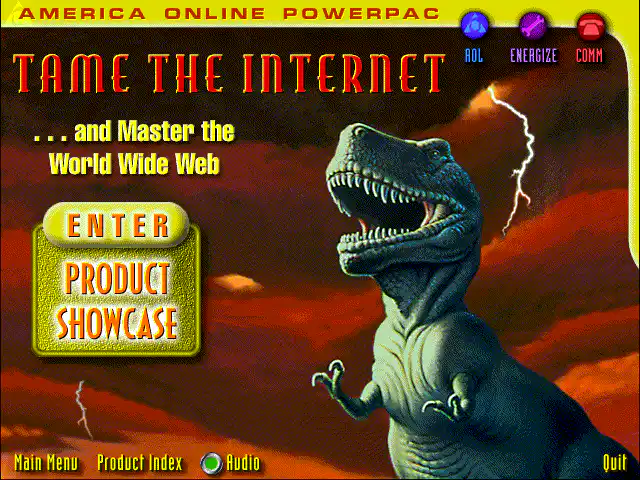 AMERICA ONLINE POWERPAC
AOL
ENERGIZE
COMM
TAME THE INTERNET
. . . and Master the
World Wide Web
ENTER
PRODUCT
SHOWCASE
Main Menu
Product Index
Audio
Quit